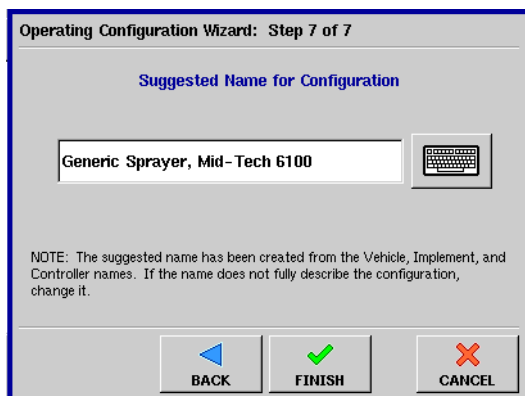 Operating Configuration Wizard: Step 7 of 7
Suggested Name for Configuration
Generic Sprayer, Mid-Tech 6100
NOTE: The suggested name has been created from the Vehicle, Implement, and
Controller names. If the name does not fully describe the configuration,
change it.
BACK FINISH CANCEL